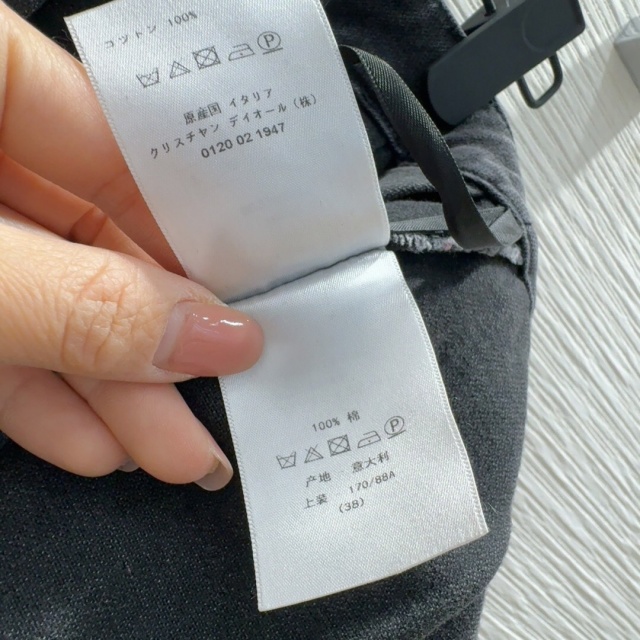 コットン 100%
原産国 イタリア
クリスチャン ディオール(株)
0120 02 1947
100% 棉
产地 意大利
上装 170/88A
(38)